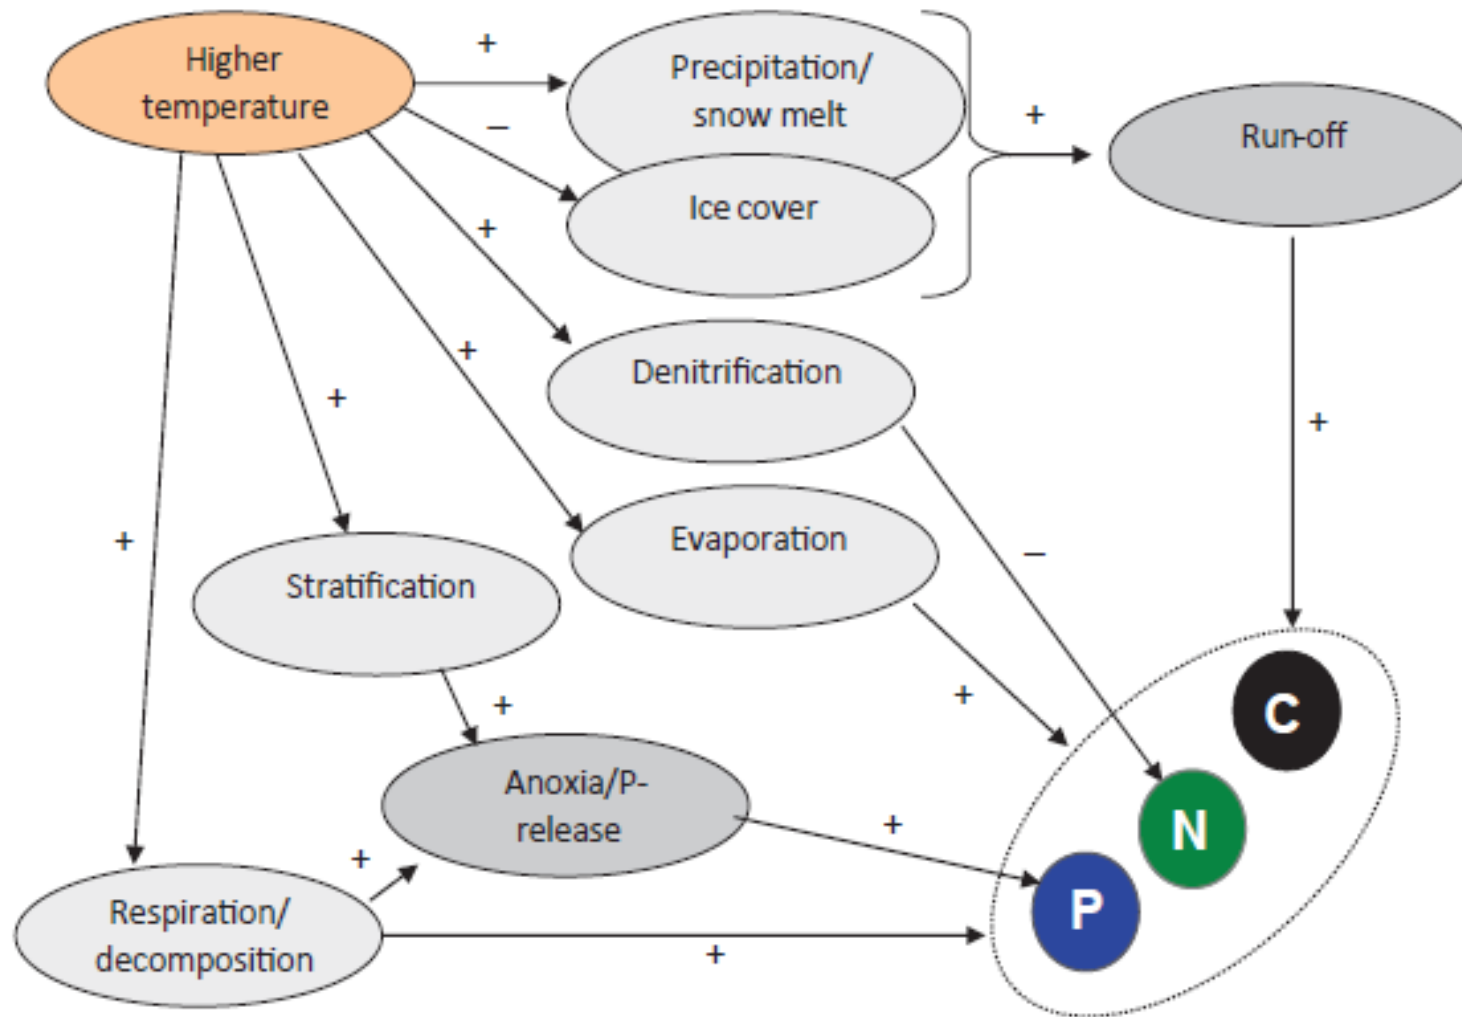 Higher
temperature
+
Precipitation/
snow melt
–
Ice cover
+
Run-off
+
Denitrification
+
+
Evaporation
+
+
Stratification
–
+
+
+
Anoxia/P-
release
+
+
Respiration/
decomposition
+
C
N
P